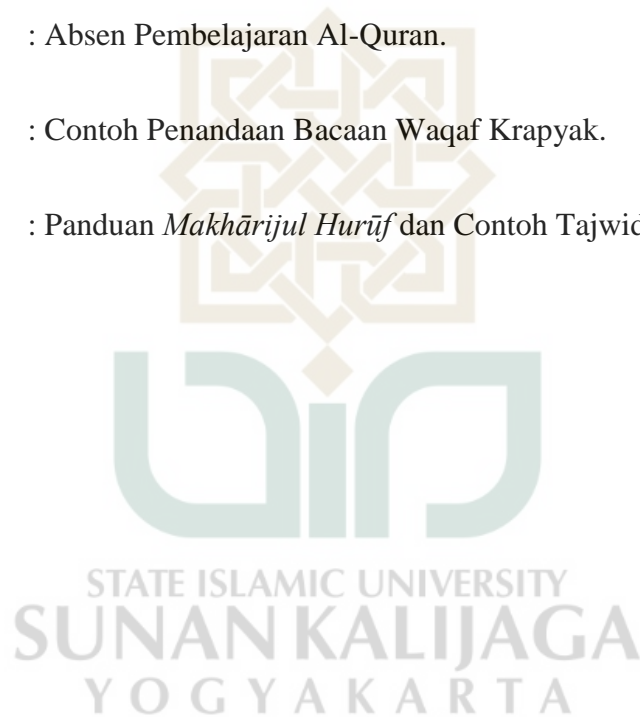 : Absen Pembelajaran Al-Quran.
: Contoh Penandaan Bacaan Waqaf Krapyak.
: Panduan Makhārijul Hurūf dan Contoh Tajwid
STATE ISLAMIC UNIVERSITY
SUNAN KALIJAGA
YOGYAKARTA